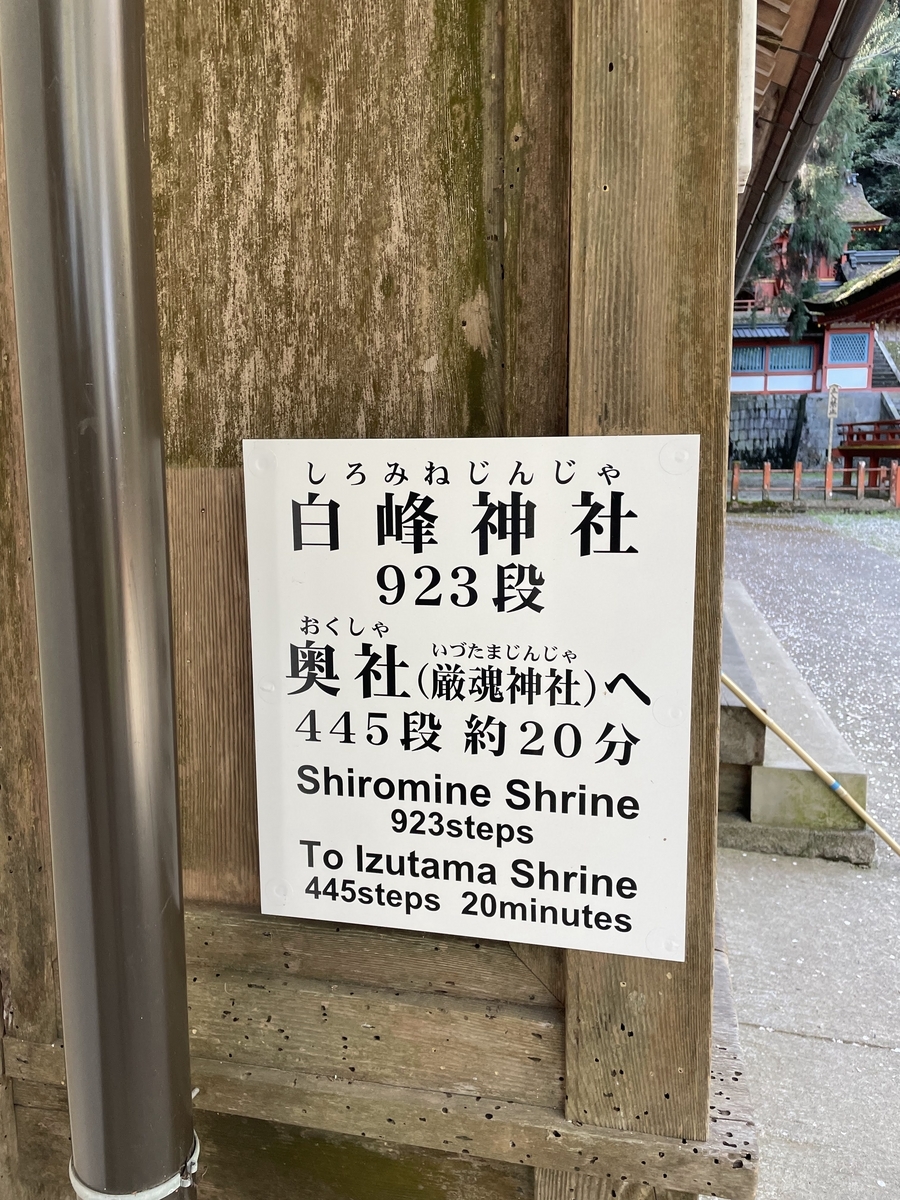 しろみねじんじゃ
白峰神社
923段
おくしゃ
いづたまじんじゃ
奥社(厳魂神社)へ
445段 約20分
Shiromine Shrine
923steps
To Izutama Shrine
445steps 20minutes